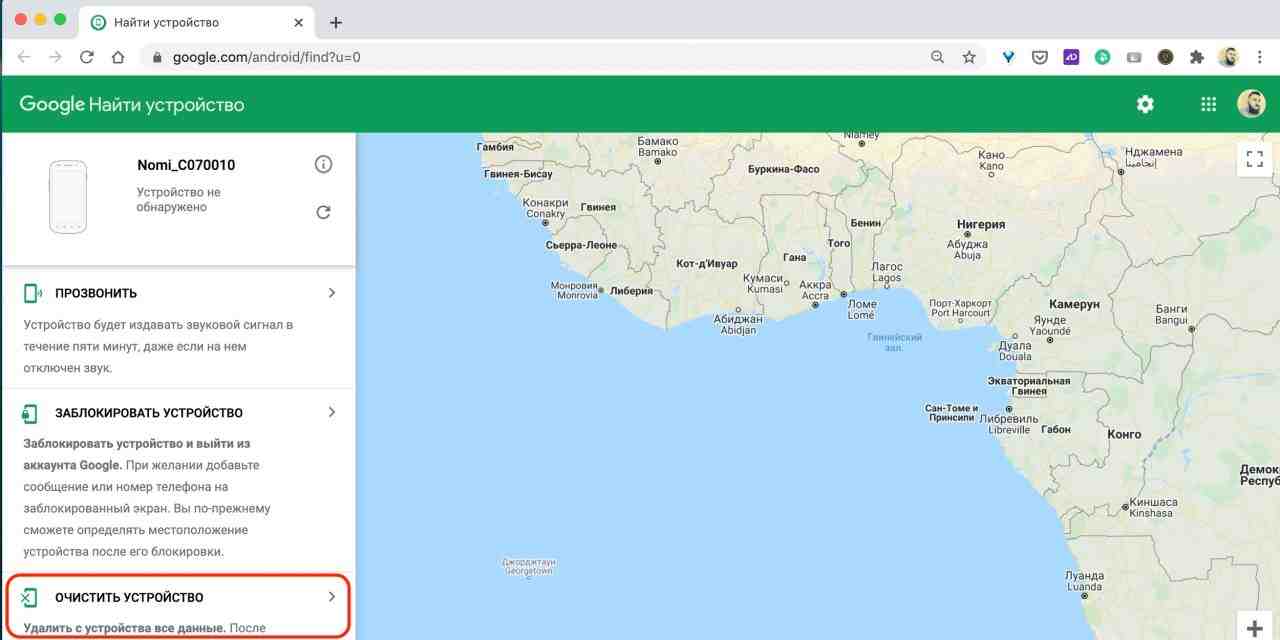 Найти устройство
google.com/android/find?u=0
Google Найти устройство
Nomi_C070010
Устройство не
обнаружено
ПРОЗВОНИТЬ
Устройство будет издавать звуковой сигнал в
течение пяти минут, даже если на нем
отключен звук.
ЗАБЛОКИРОВАТЬ УСТРОЙСТВО
Заблокировать устройство и выйти из
аккаунта Google. При желании добавьте
сообщение или номер телефона на
заблокированный экран. Вы по-прежнему
сможете определять местоположение
устройства после его блокировки.
ОЧИСТИТЬ УСТРОЙСТВО
Удалить с устройства все данные. После
Гамбия
Бамако
Bamako
Niamey
Кано
Kano
Нджамена
إنجامينا
Гвинея-Бисау
Буркина-Фасо
Конакри
Conakry
Гвинея
Бенин
Нигерия
Сьерра-Леоне
Того
Абуджа
Abuja
Гана
Кот-д'Ивуар
Кумаси
Kumasi
Лагос
Lagos
Монровия
Monrovia
Либерия
Аккра
Accra
Ломе
Lomé
Порт-Харкорт
Port Harcourt
Камерун
Банги
Bangui
Абиджан
Abidjan
Яунде
Yaoundé
Гвинейский
зал.
Дуала
Douala
Экваториальная
Гвинея
Сан-Томе и
Принсипи
Либревиль
Libreville
Габон
Конго
Демок
Респуб
Киншаса
Kinshasa
Джорджтаун
Georgetown
Луанда
Luanda